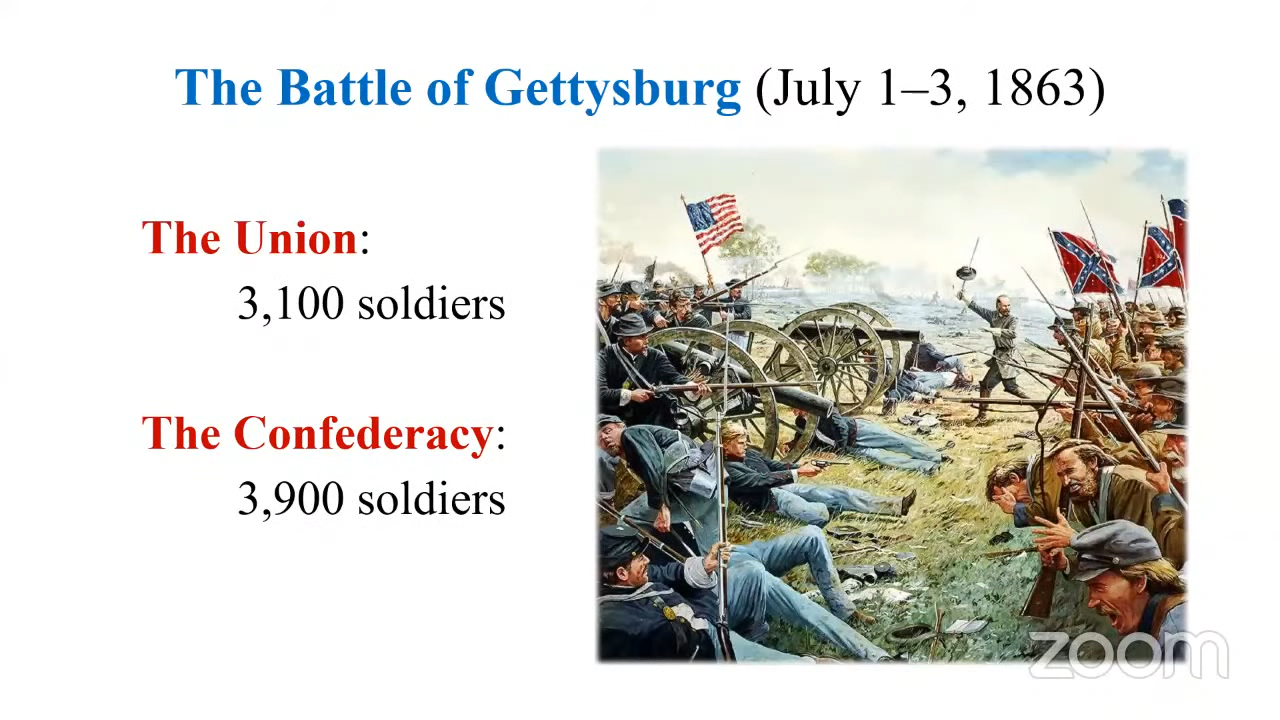 The Battle of Gettysburg (July 1–3, 1863)
The Union:
3,100 soldiers
The Confederacy:
3,900 soldiers
zoom